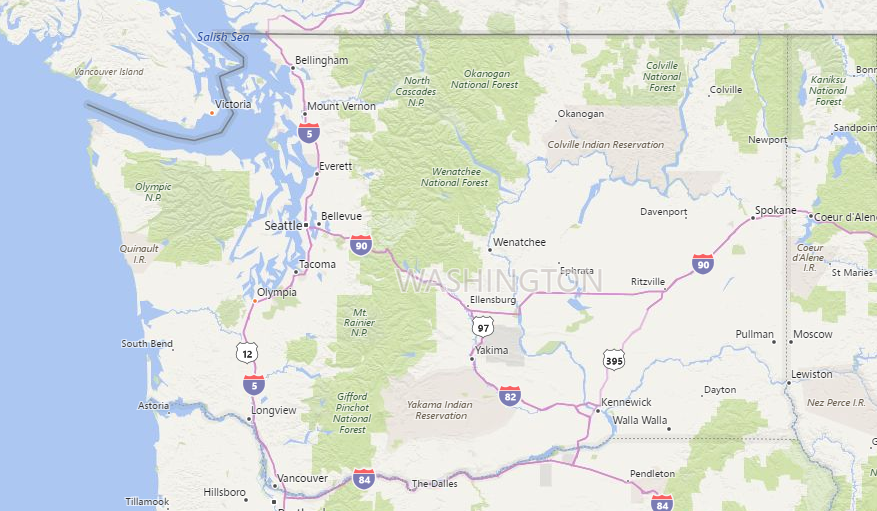 Salish Sea
Vancouver Island
Bellingham
North
Cascades
N.P.
Okanogan
National Forest
Colville
National
Forest
Colville
Kaniksu
National
Forest
Victoria
Mount Vernon
5
Okanogan
Colville Indian Reservation
Newport
Sandpoint
Everett
Wenatchee
National Forest
Olympic
N.P.
Seattle
Bellevue
90
Davenport
Spokane
Coeur d'Alene
Quinault
I.R.
Wenatchee
Coeur
d'Alene
I.R.
Tacoma
WASHINGTON
Ephrata
90
St Maries
Ritzville
Olympia
Ellensburg
Mt.
Rainier
N.P.
97
South Bend
12
Yakima
395
Pullman
Moscow
5
Lewiston
Astoria
Longview
Gifford
Pinchot
National
Forest
Yakama Indian
Reservation
82
Kennewick
Dayton
Walla Walla
Nez Perce I.R.
Vancouver
84
The Dalles
Pendleton
Hillsboro
Tillamook
84